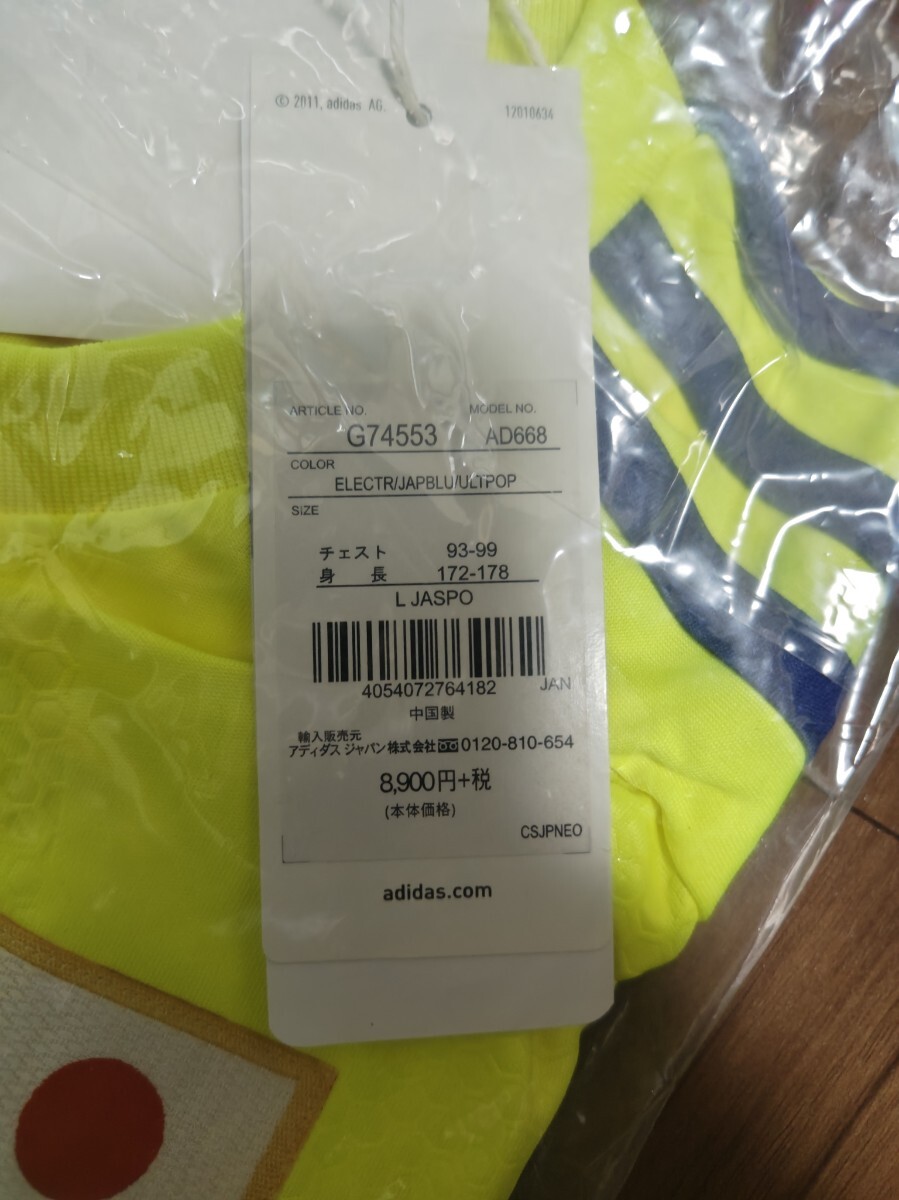 © 2011, adidas AG.
12010634
ARTICLE NO. MODEL NO.
G74553 AD668
COLOR
ELECTR/JAPBLU/ULTPOP
SIZE
チェスト 93-99
身 長 172-178
L JASPO
4054072764182 JAN
中国製
輸入販売元
アディダス ジャパン株式会社 0120-810-654
8,900円+税
(本体価格)
CSJPNEO
adidas.com